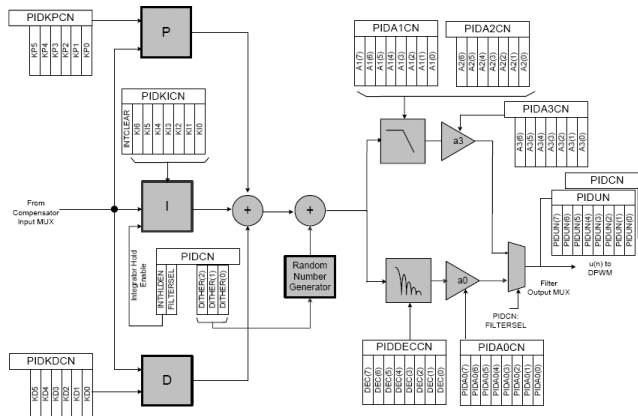 PIDKPCN
KP5
KP4
KP3
KP2
KP1
KP0
P
PIDKICN
INTCLEAR
KI6
KI5
KI4
KI3
KI2
KI1
KI0
From
Compensator
Input MUX
I
Integrator Hold
Enable
PIDCN
INTHLDEN
FILTERSEL
DITHER(2)
DITHER(1)
DITHER(0)
+
+
Random
Number
Generator
PIDKDCN
KD5
KD4
KD3
KD2
KD1
KD0
D
PIDA1CN
A1(7)
A1(6)
A1(5)
A1(4)
A1(3)
A1(2)
A1(1)
A1(0)
PIDA2CN
A2(6)
A2(5)
A2(4)
A2(3)
A2(2)
A2(1)
A2(0)
a3
PIDA3CN
A3(6)
A3(5)
A3(4)
A3(3)
A3(2)
A3(1)
A3(0)
PIDCN
PIDUN
PIDUN(7)
PIDUN(6)
PIDUN(5)
PIDUN(4)
PIDUN(3)
PIDUN(2)
PIDUN(1)
PIDUN(0)
u(n) to
DPWM
Filter
Output MUX
a0
PIDCN:
FILTERSEL
PIDDECCN
DEC(7)
DEC(6)
DEC(5)
DEC(4)
DEC(3)
DEC(2)
DEC(1)
DEC(0)
PIDA0CN
PIDA0(7)
PIDA0(6)
PIDA0(5)
PIDA0(4)
PIDA0(3)
PIDA0(2)
PIDA0(1)
PIDA0(0)